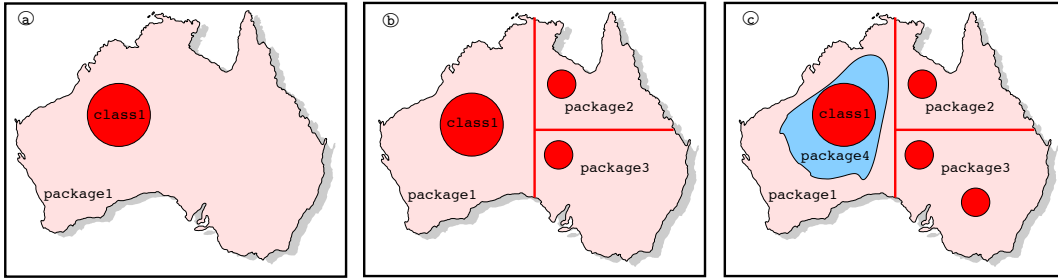 a
class1
package1
b
class1
package2
package3
package1
c
class1
package2
package4
package3
package1